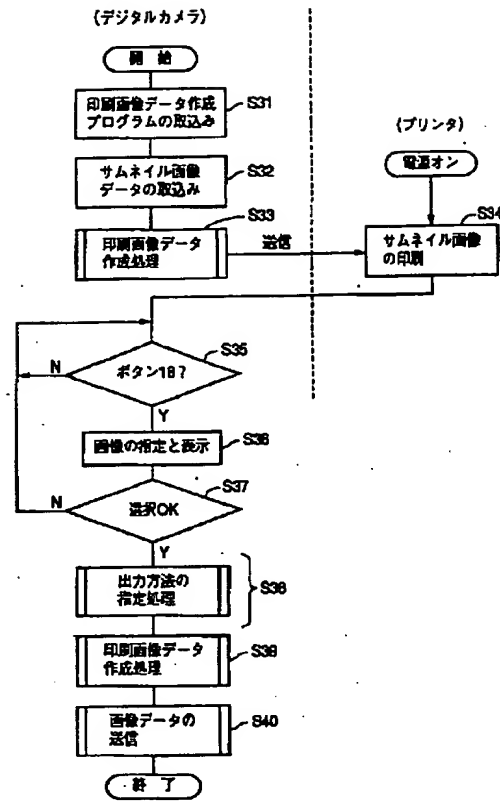 (デジタルカメラ)
開始
印刷画像データ作成
プログラムの取込み
S31
サムネイル画像
データの取込み
S32
(プリンタ)
電源オン
S33
印刷画像データ
作成処理
送信
S34
サムネイル画像
の印刷
S35
ボタン18?
N
Y
画像の指定と表示
S36
S37
選択OK
N
Y
出力方法の
指定処理
S38
印刷画像データ
作成処理
S39
画像データの
送信
S40
終了